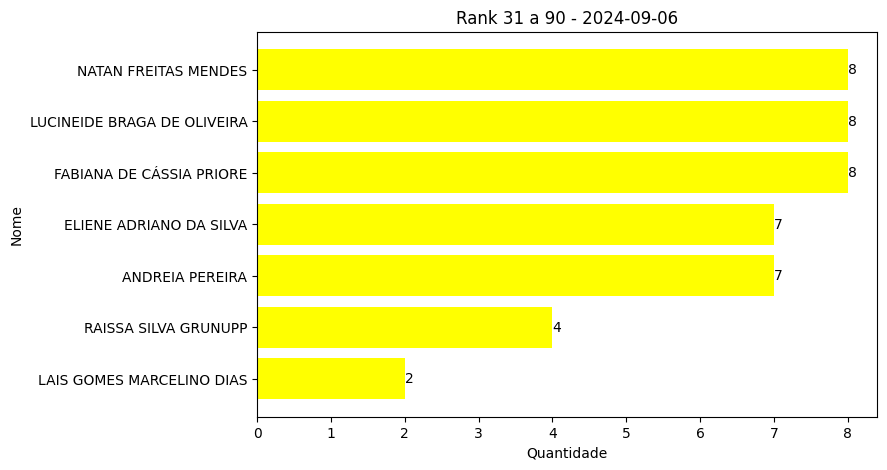 Rank 31 a 90 - 2024-09-06
Nome
NATAN FREITAS MENDES 8
LUCINEIDE BRAGA DE OLIVEIRA 8
FABIANA DE CÁSSIA PRIORE 8
ELIENE ADRIANO DA SILVA 7
ANDREIA PEREIRA 7
RAISSA SILVA GRUNUPP 4
LAIS GOMES MARCELINO DIAS 2
0 1 2 3 4 5 6 7 8
Quantidade